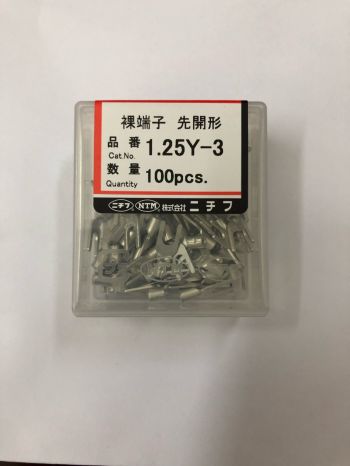 裸端子 先開形
品番 1.25Y-3
Cat.No.
数量 100pcs.
Quantity
ニチフ NTM 株式会社 ニチフ